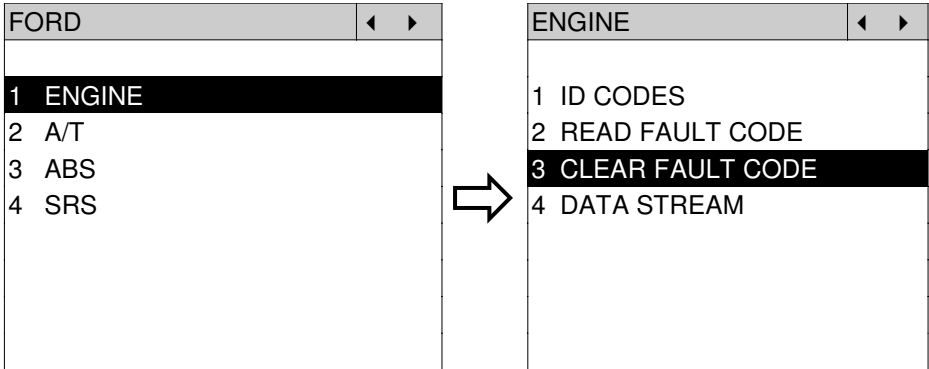 FORD
1 ENGINE
2 A/T
3 ABS
4 SRS
ENGINE
1 ID CODES
2 READ FAULT CODE
3 CLEAR FAULT CODE
4 DATA STREAM